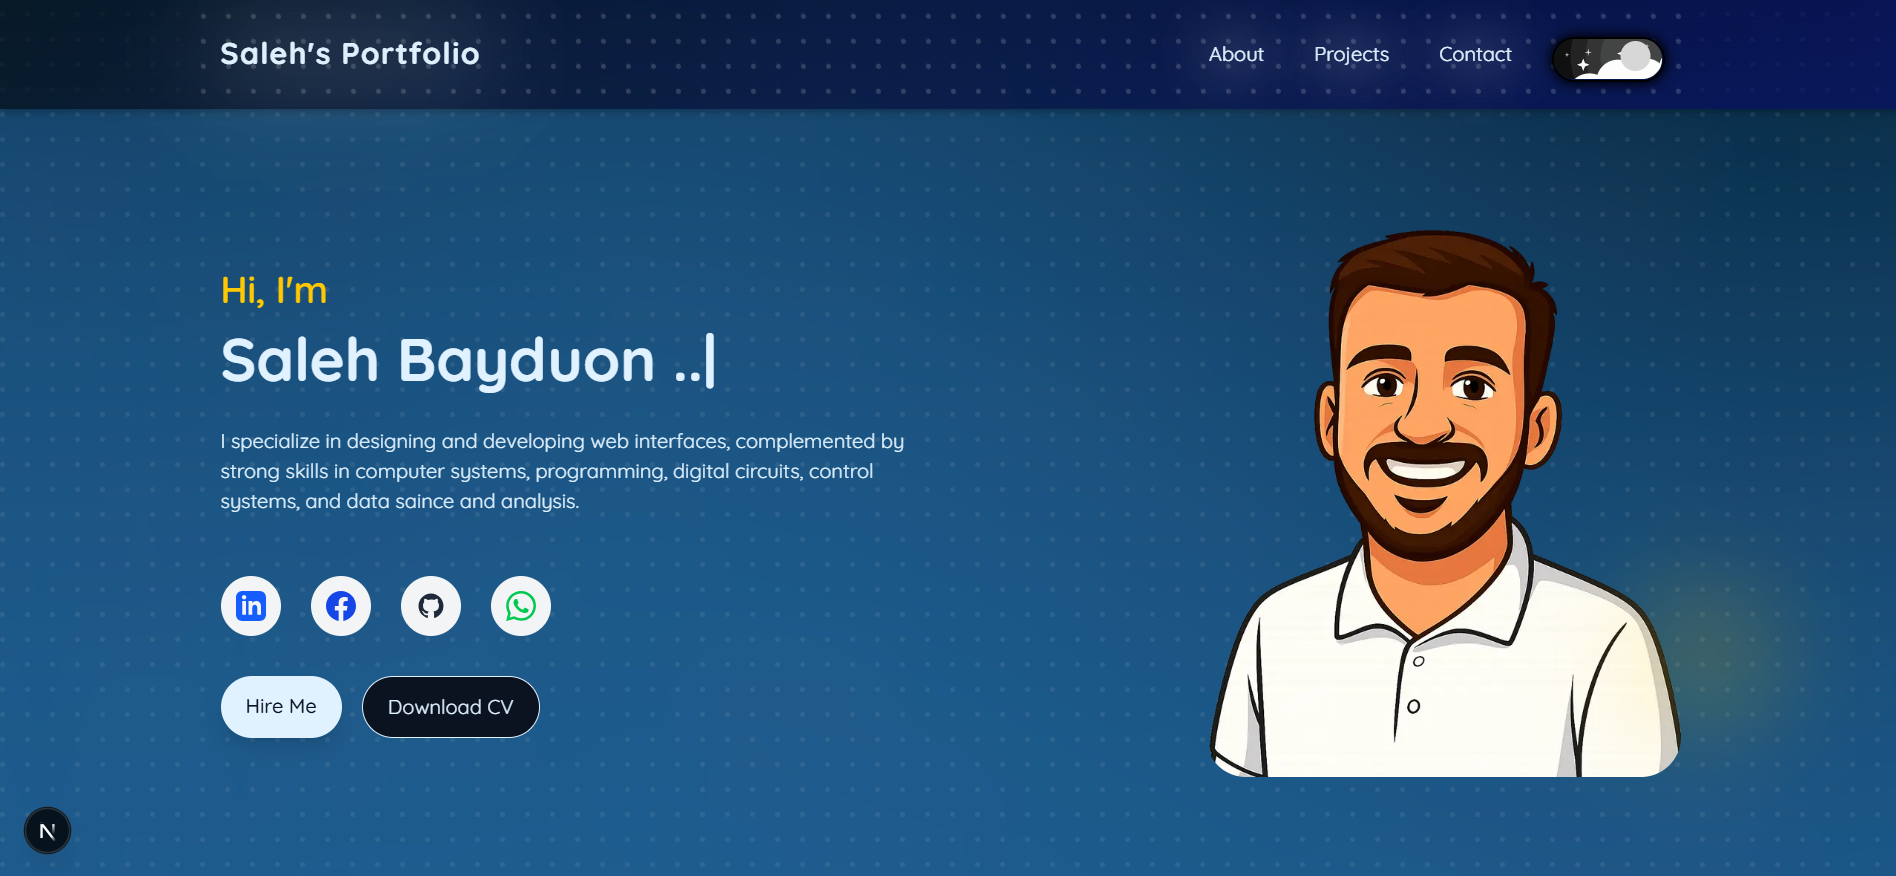 Saleh's Portfolio
About
Projects
Contact
Hi, I'm
Saleh Bayduon ..|
I specialize in designing and developing web interfaces, complemented by
strong skills in computer systems, programming, digital circuits, control
systems, and data saince and analysis.
in
Hire Me
Download CV
N